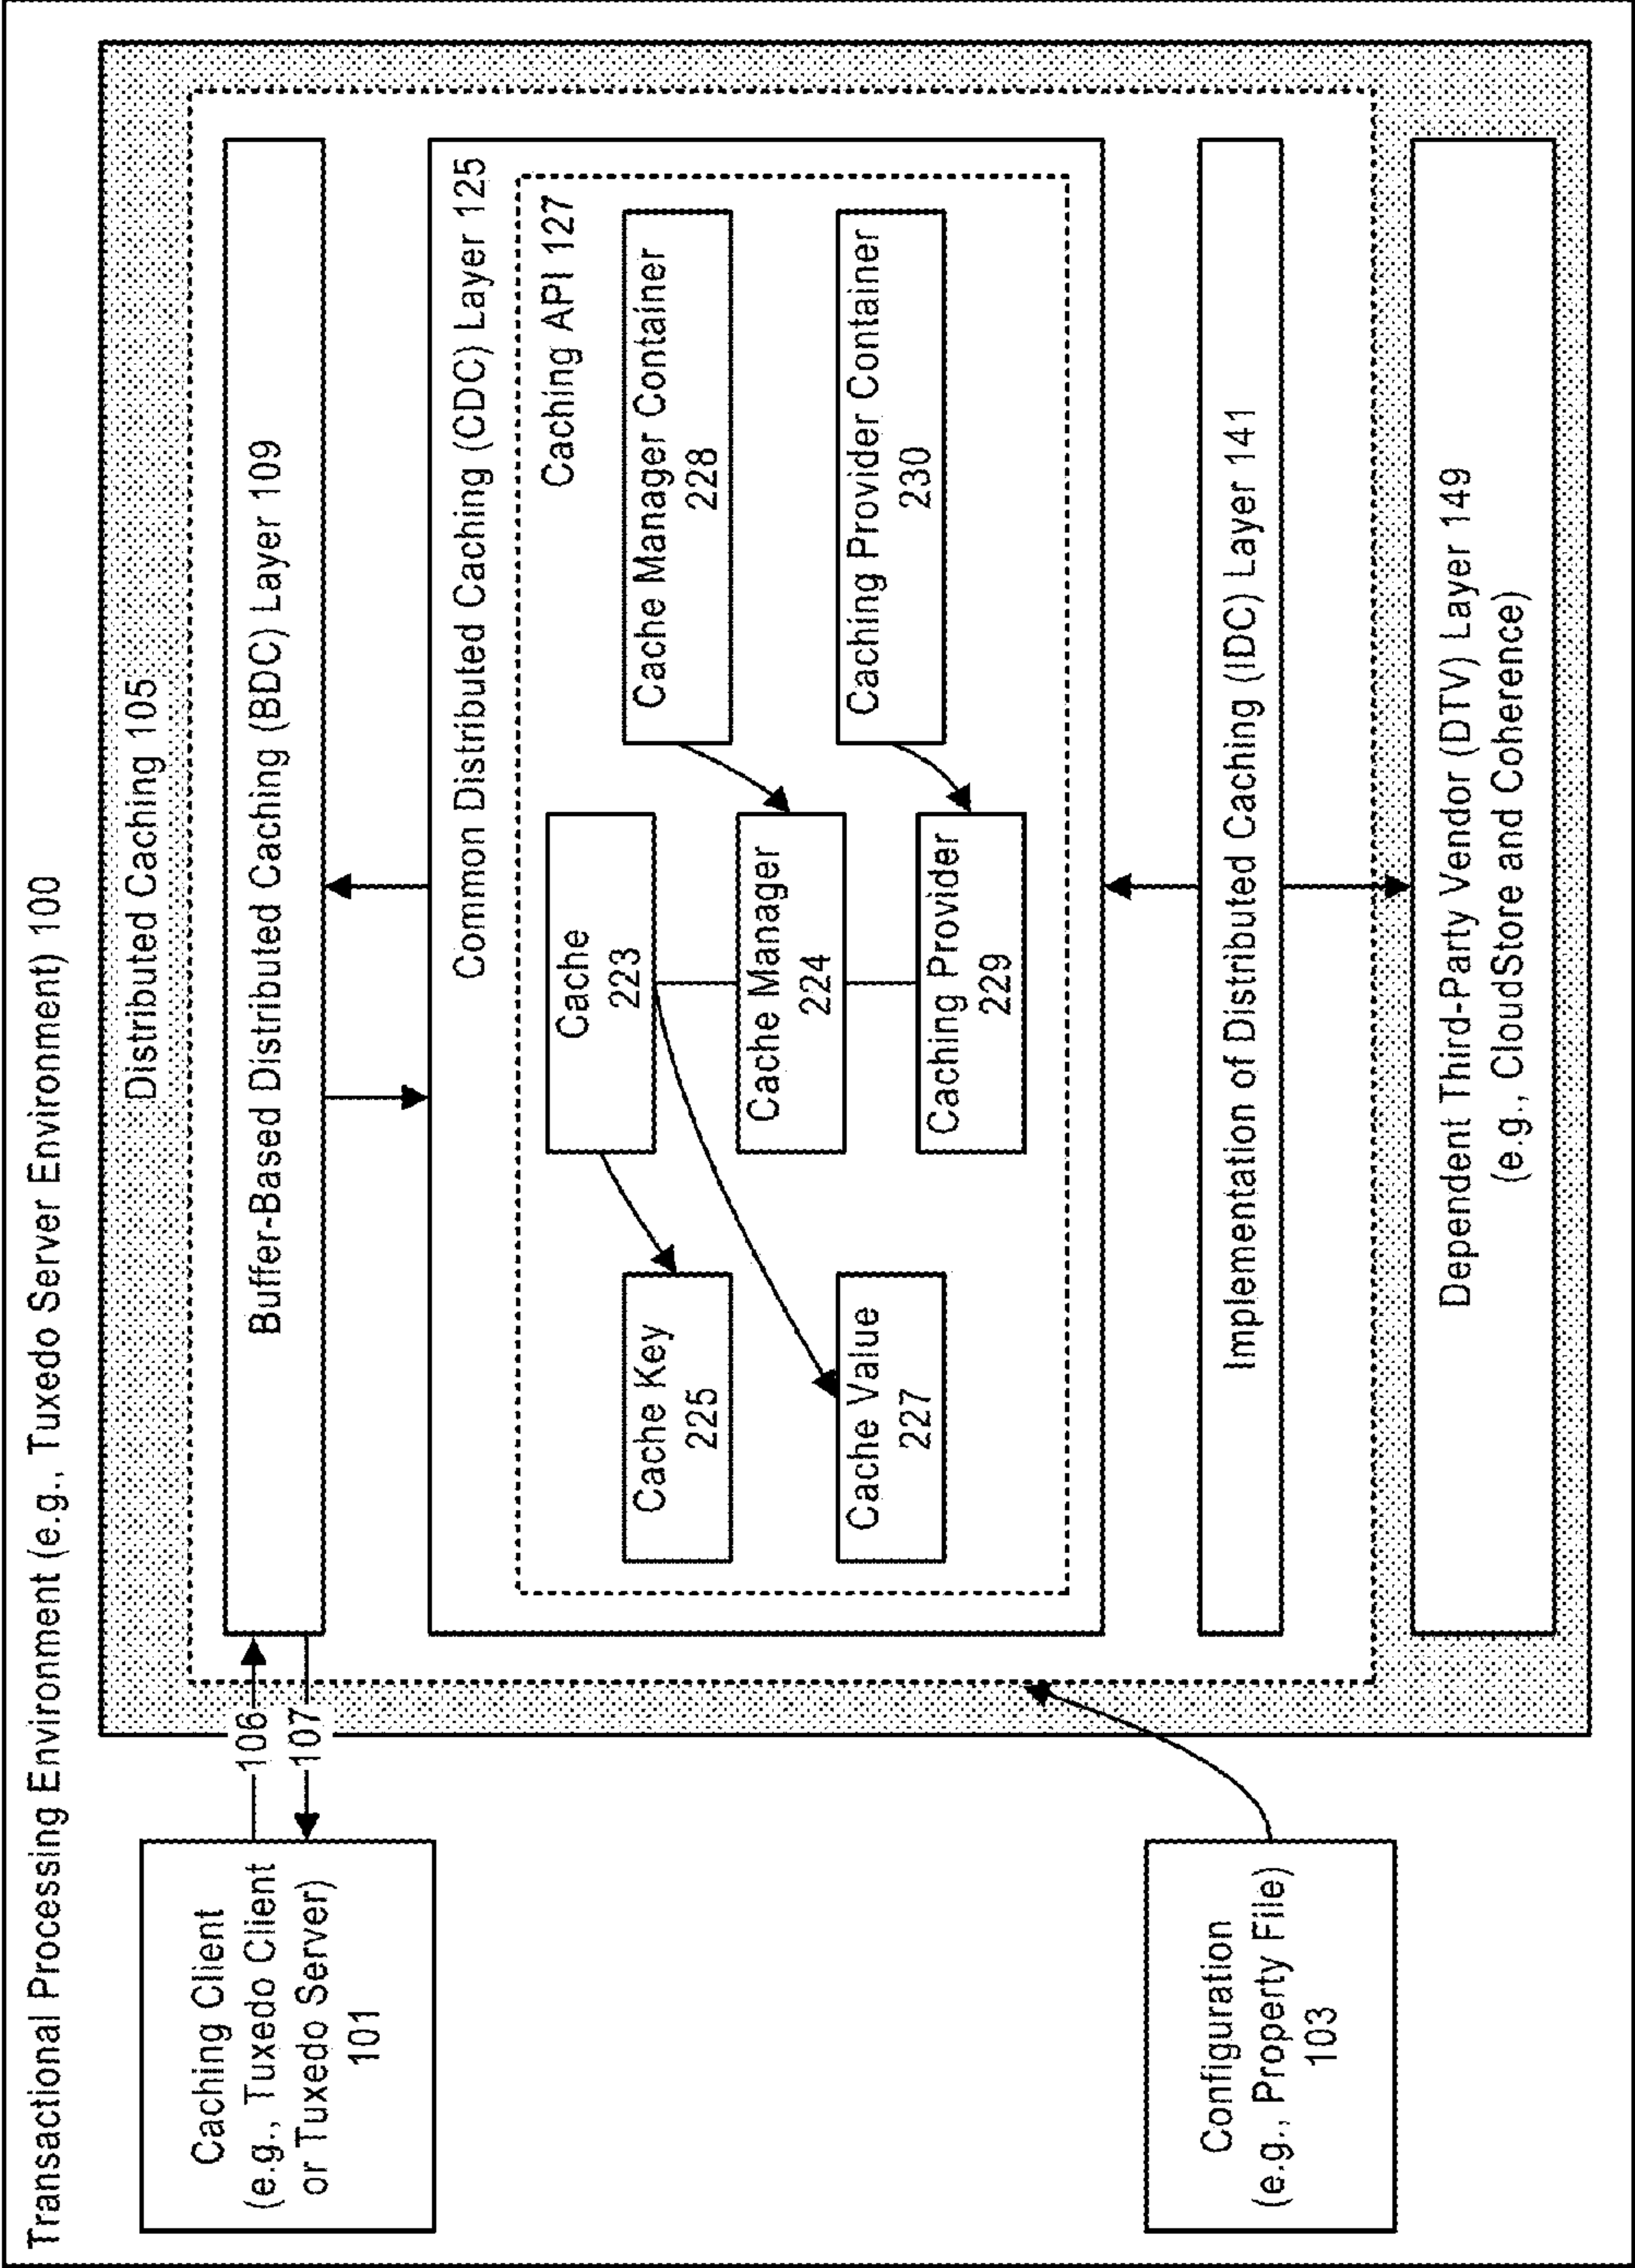 Transactional Processing Environment (e.g., Tuxedo Server Environment) 100
Caching Client
(e.g., Tuxedo Client
or Tuxedo Server)
101
106
107
Configuration
(e.g., Property File)
103
Distributed Caching 105
Buffer-Based Distributed Caching (BDC) Layer 109
Common Distributed Caching (CDC) Layer 125
Caching API 127
Cache Key
225
Cache Value
227
Cache
223
Cache Manager
224
Caching Provider
229
Cache Manager Container
228
Caching Provider Container
230
Implementation of Distributed Caching (IDC) Layer 141
Dependent Third-Party Vendor (DTV) Layer 149
(e.g., CloudStore and Coherence)